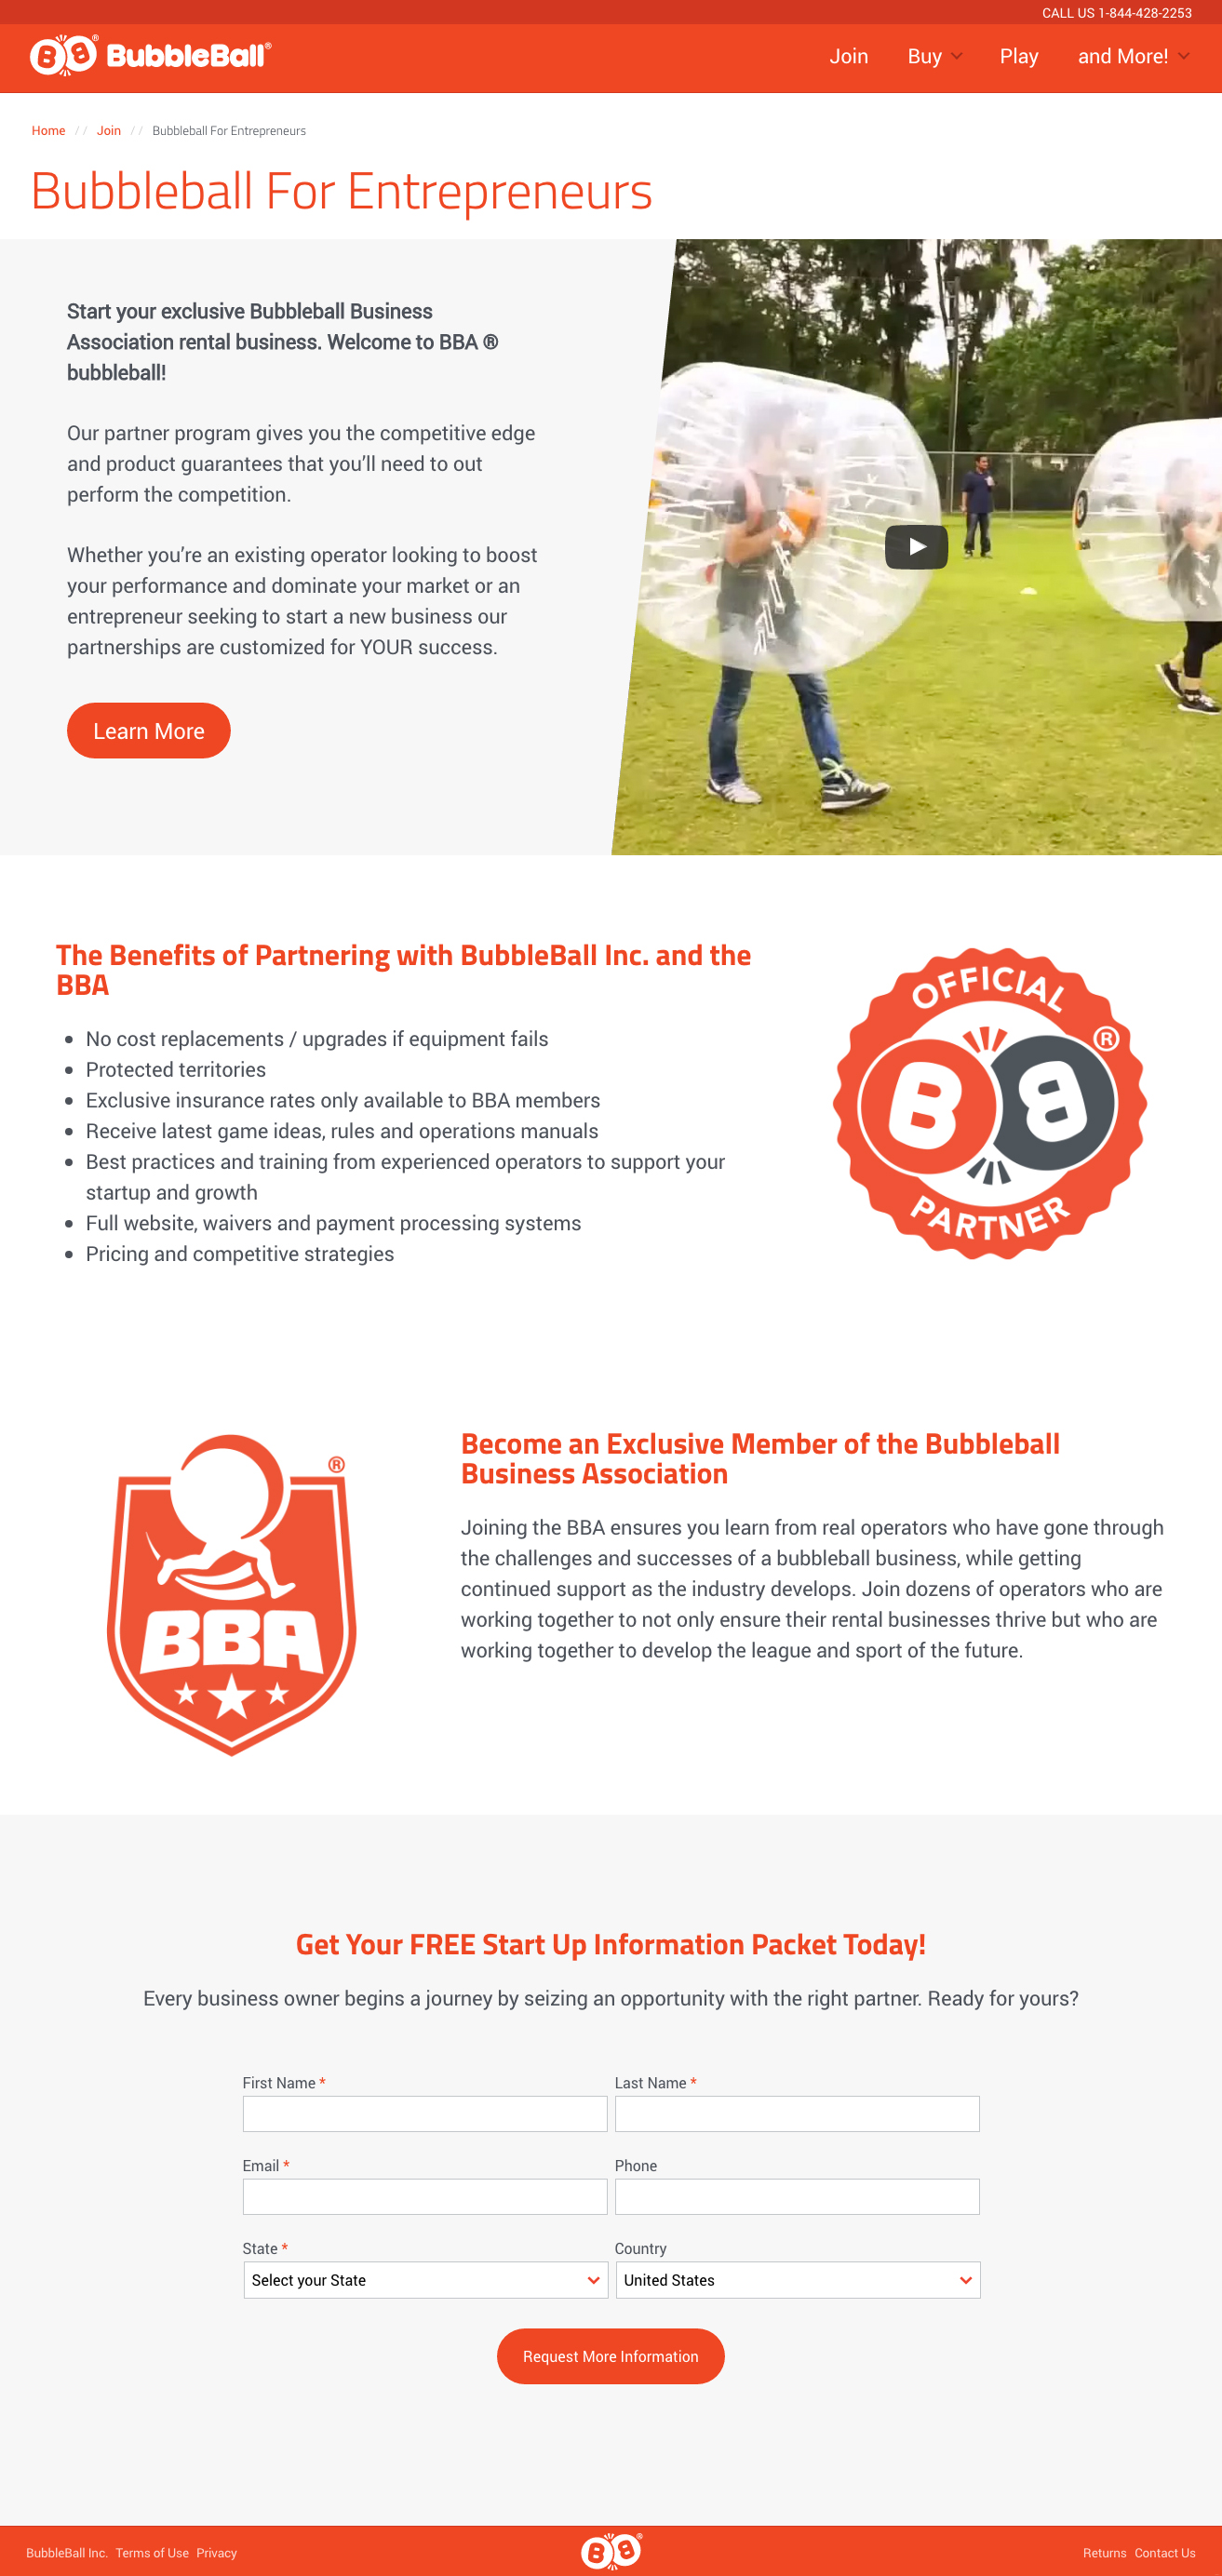 CALL US 1-844-428-2253
BB® BubbleBall®
Join Buy Play and More!
Home // Join // Bubbleball For Entrepreneurs
Bubbleball For Entrepreneurs
Start your exclusive Bubbleball Business
Association rental business. Welcome to BBA ®
bubbleball!
Our partner program gives you the competitive edge
and product guarantees that you’ll need to out
perform the competition.
Whether you’re an existing operator looking to boost
your performance and dominate your market or an
entrepreneur seeking to start a new business our
partnerships are customized for YOUR success.
Learn More
The Benefits of Partnering with BubbleBall Inc. and the
BBA
No cost replacements / upgrades if equipment fails
Protected territories
Exclusive insurance rates only available to BBA members
Receive latest game ideas, rules and operations manuals
Best practices and training from experienced operators to support your
startup and growth
Full website, waivers and payment processing systems
Pricing and competitive strategies
OFFICIAL
BB®
PARTNER
®
BBA
Become an Exclusive Member of the Bubbleball
Business Association
Joining the BBA ensures you learn from real operators who have gone through
the challenges and successes of a bubbleball business, while getting
continued support as the industry develops. Join dozens of operators who are
working together to not only ensure their rental businesses thrive but who are
working together to develop the league and sport of the future.
Get Your FREE Start Up Information Packet Today!
Every business owner begins a journey by seizing an opportunity with the right partner. Ready for yours?
First Name * Last Name *
Email * Phone
State * Country
Select your State United States
Request More Information
BubbleBall Inc. Terms of Use Privacy BB® Returns Contact Us